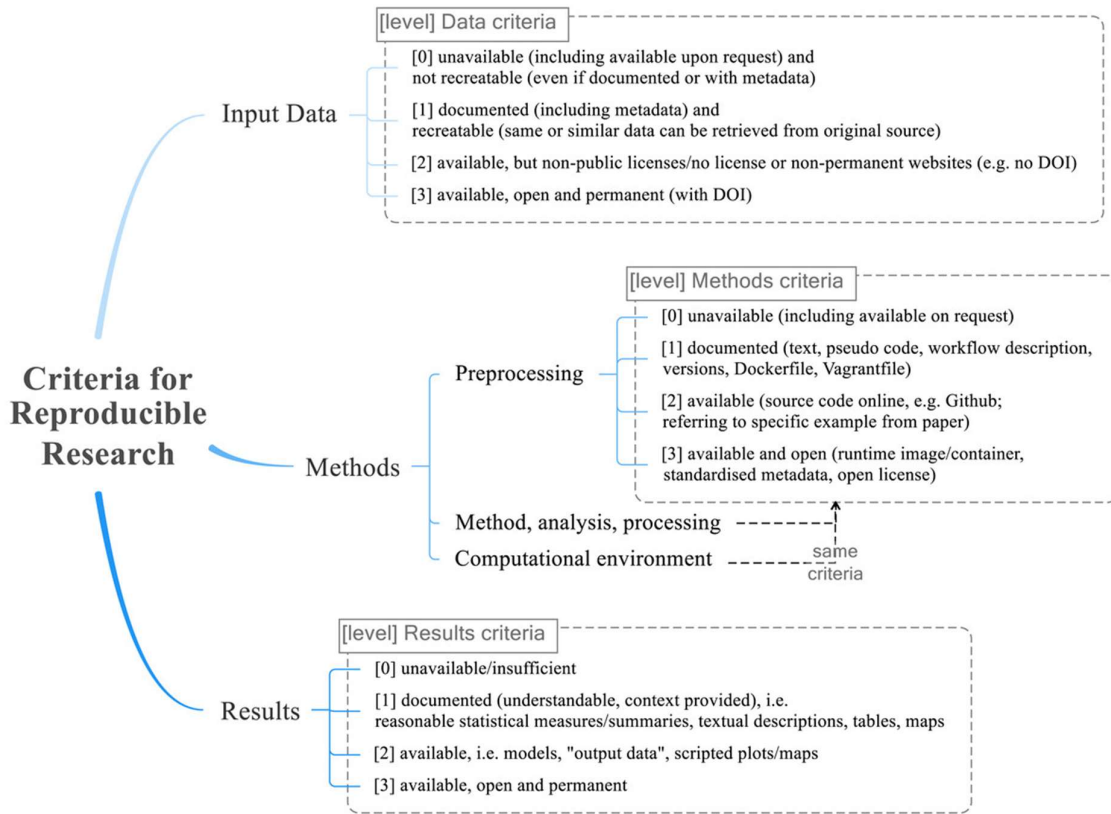 [level] Data criteria
[0] unavailable (including available upon request) and
not recreatable (even if documented or with metadata)
[1] documented (including metadata) and
recreatable (same or similar data can be retrieved from original source)
[2] available, but non-public licenses/no license or non-permanent websites (e.g. no DOI)
[3] available, open and permanent (with DOI)
Input Data
[level] Methods criteria
[0] unavailable (including available on request)
[1] documented (text, pseudo code, workflow description,
versions, Dockerfile, Vagrantfile)
[2] available (source code online, e.g. Github;
referring to specific example from paper)
[3] available and open (runtime image/container,
standardised metadata, open license)
Preprocessing
Criteria for
Reproducible
Research
Methods
Method, analysis, processing
Computational environment
same
criteria
[level] Results criteria
[0] unavailable/insufficient
[1] documented (understandable, context provided), i.e.
reasonable statistical measures/summaries, textual descriptions, tables, maps
[2] available, i.e. models, "output data", scripted plots/maps
[3] available, open and permanent
Results